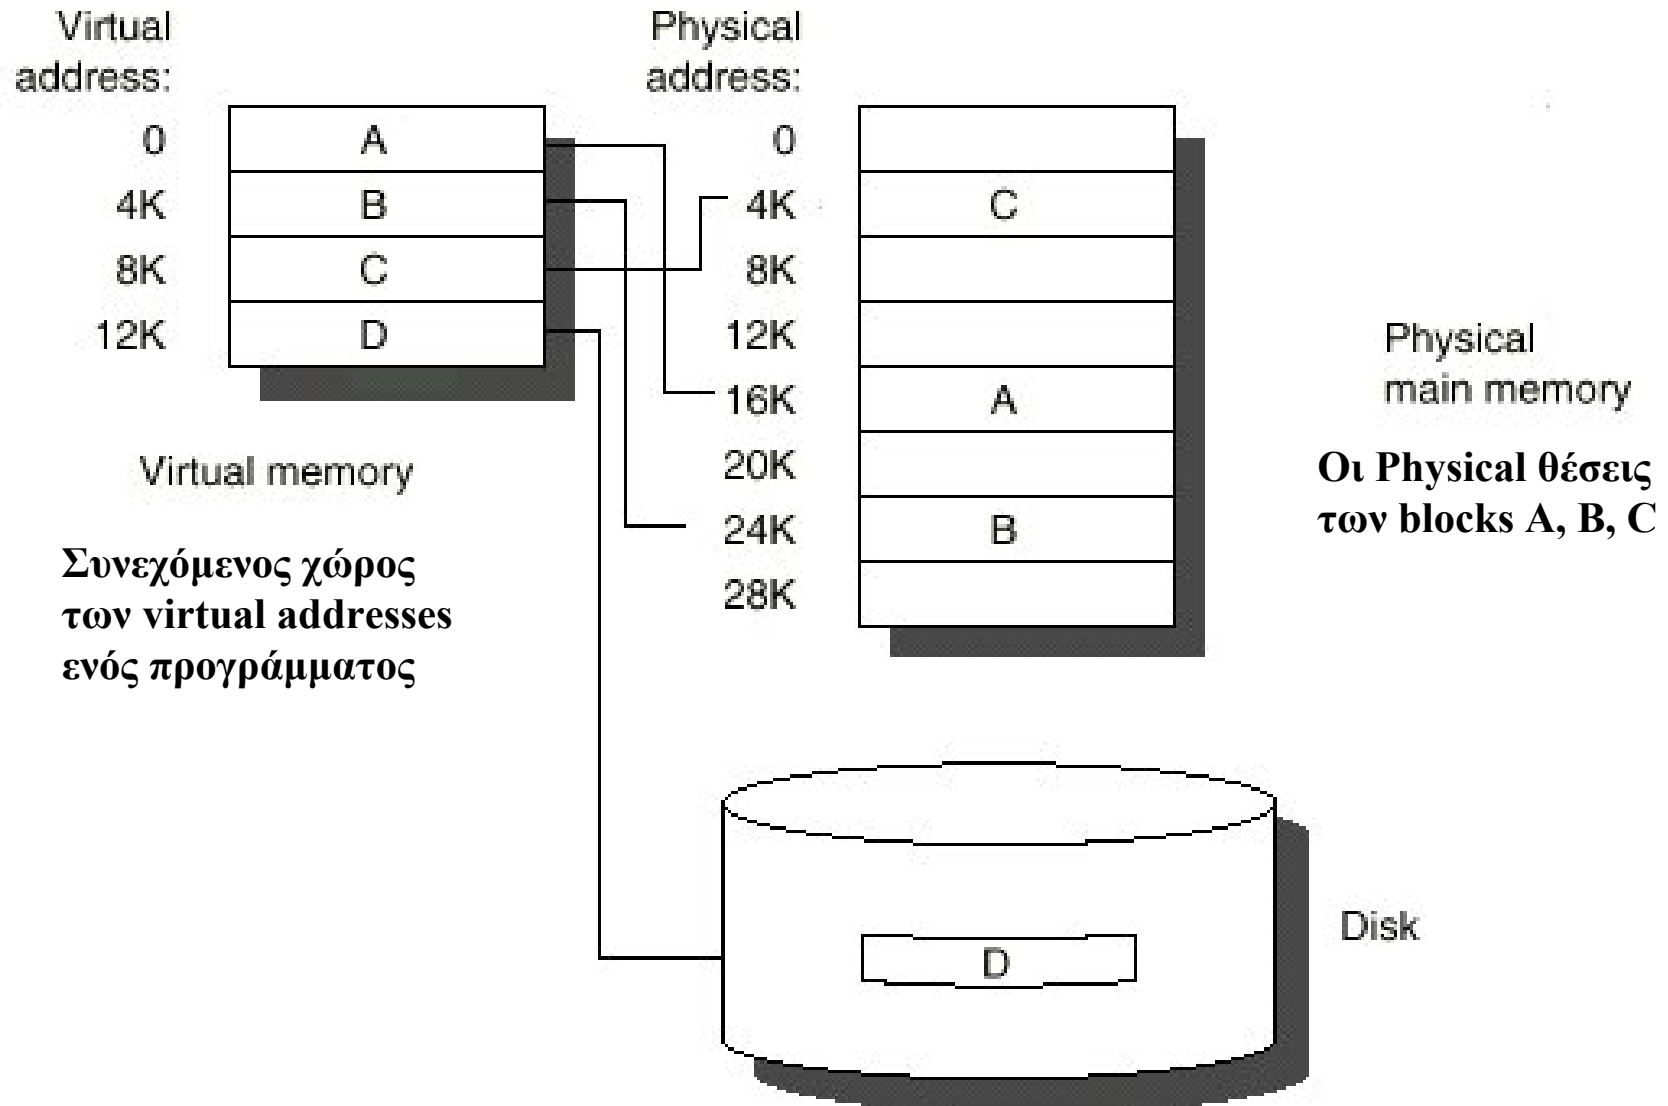 Virtual
address:
0
4K
8K
12K
A
B
C
D
Virtual memory
Συνεχόμενος χώρος
των virtual addresses
ενός προγράμματος
Physical
address:
0
4K
8K
12K
16K
20K
24K
28K
C
A
B
Physical
main memory
Οι Physical θέσεις
των blocks A, B, C
D
Disk